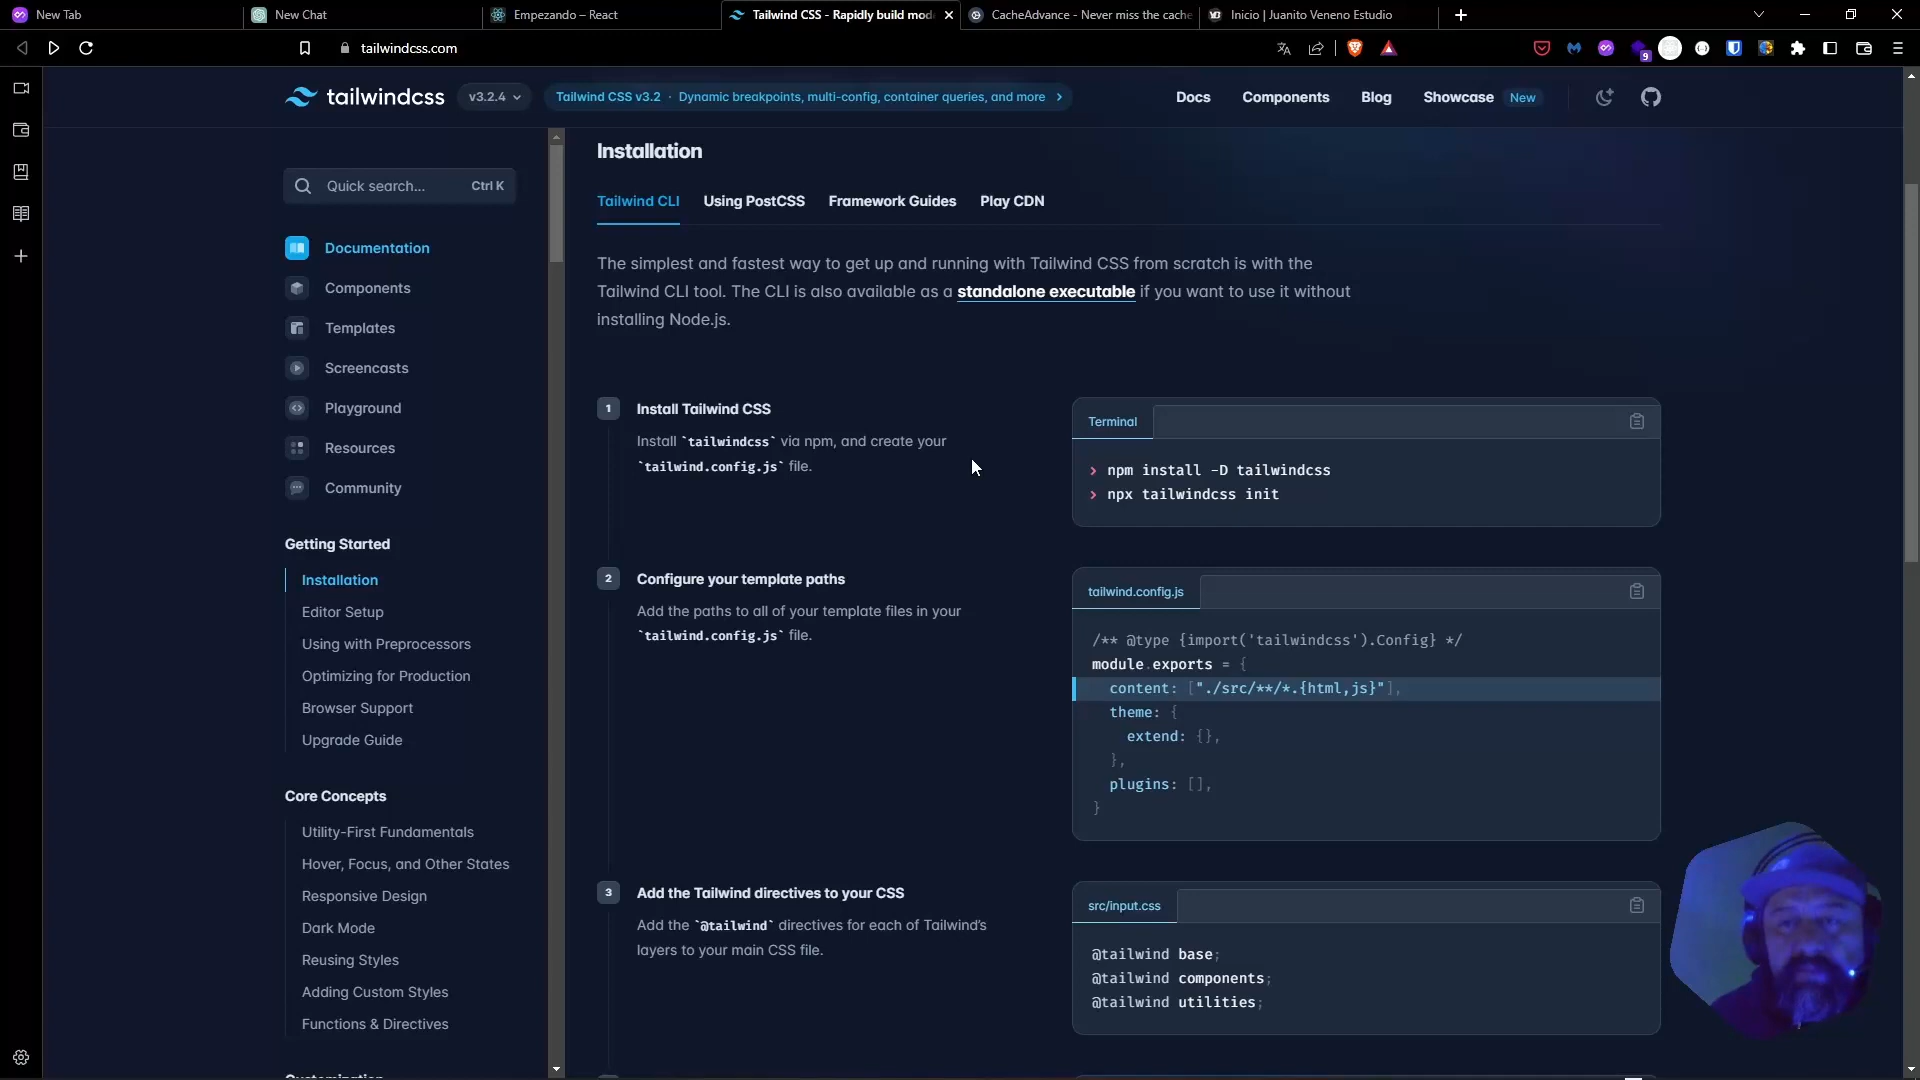 New Tab
New Chat
Empezando – React
Tailwind CSS - Rapidly build mod
CacheAdvance - Never miss the cache
Inicio | Juanito Veneno Estudio
tailwindcss.com
9
tailwindcss
v3.2.4
Tailwind CSS v3.2 · Dynamic breakpoints, multi-config, container queries, and more
Docs
Components
Blog
Showcase
New
Quick search...
Ctrl K
Documentation
Components
Templates
Screencasts
Playground
Resources
Community
Getting Started
Installation
Editor Setup
Using with Preprocessors
Optimizing for Production
Browser Support
Upgrade Guide
Core Concepts
Utility-First Fundamentals
Hover, Focus, and Other States
Responsive Design
Dark Mode
Reusing Styles
Adding Custom Styles
Functions & Directives
Customization
Installation
Tailwind CLI
Using PostCSS
Framework Guides
Play CDN
The simplest and fastest way to get up and running with Tailwind CSS from scratch is with the
Tailwind CLI tool. The CLI is also available as a standalone executable if you want to use it without
installing Node.js.
1
Install Tailwind CSS
Install `tailwindcss` via npm, and create your
`tailwind.config.js` file.
Terminal
> npm install -D tailwindcss
> npx tailwindcss init
2
Configure your template paths
Add the paths to all of your template files in your
`tailwind.config.js` file.
tailwind.config.js
/** @type {import('tailwindcss').Config} */
module.exports = {
content: ["./src/**/*.{html,js}"],
theme: {
extend: {},
},
plugins: [],
}
3
Add the Tailwind directives to your CSS
Add the `@tailwind` directives for each of Tailwind's
layers to your main CSS file.
src/input.css
@tailwind base;
@tailwind components;
@tailwind utilities;